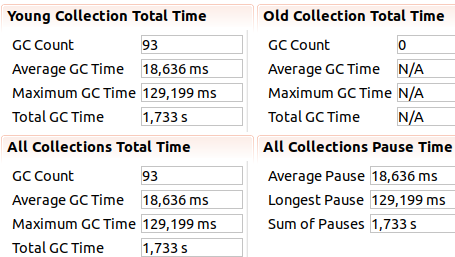 Young Collection Total Time
GC Count 93
Average GC Time 18,636 ms
Maximum GC Time 129,199 ms
Total GC Time 1,733 s
Old Collection Total Time
GC Count 0
Average GC Time N/A
Maximum GC Time N/A
Total GC Time N/A
All Collections Total Time
GC Count 93
Average GC Time 18,636 ms
Maximum GC Time 129,199 ms
Total GC Time 1,733 s
All Collections Pause Time
Average Pause 18,636 ms
Longest Pause 129,199 ms
Sum of Pauses 1,733 s